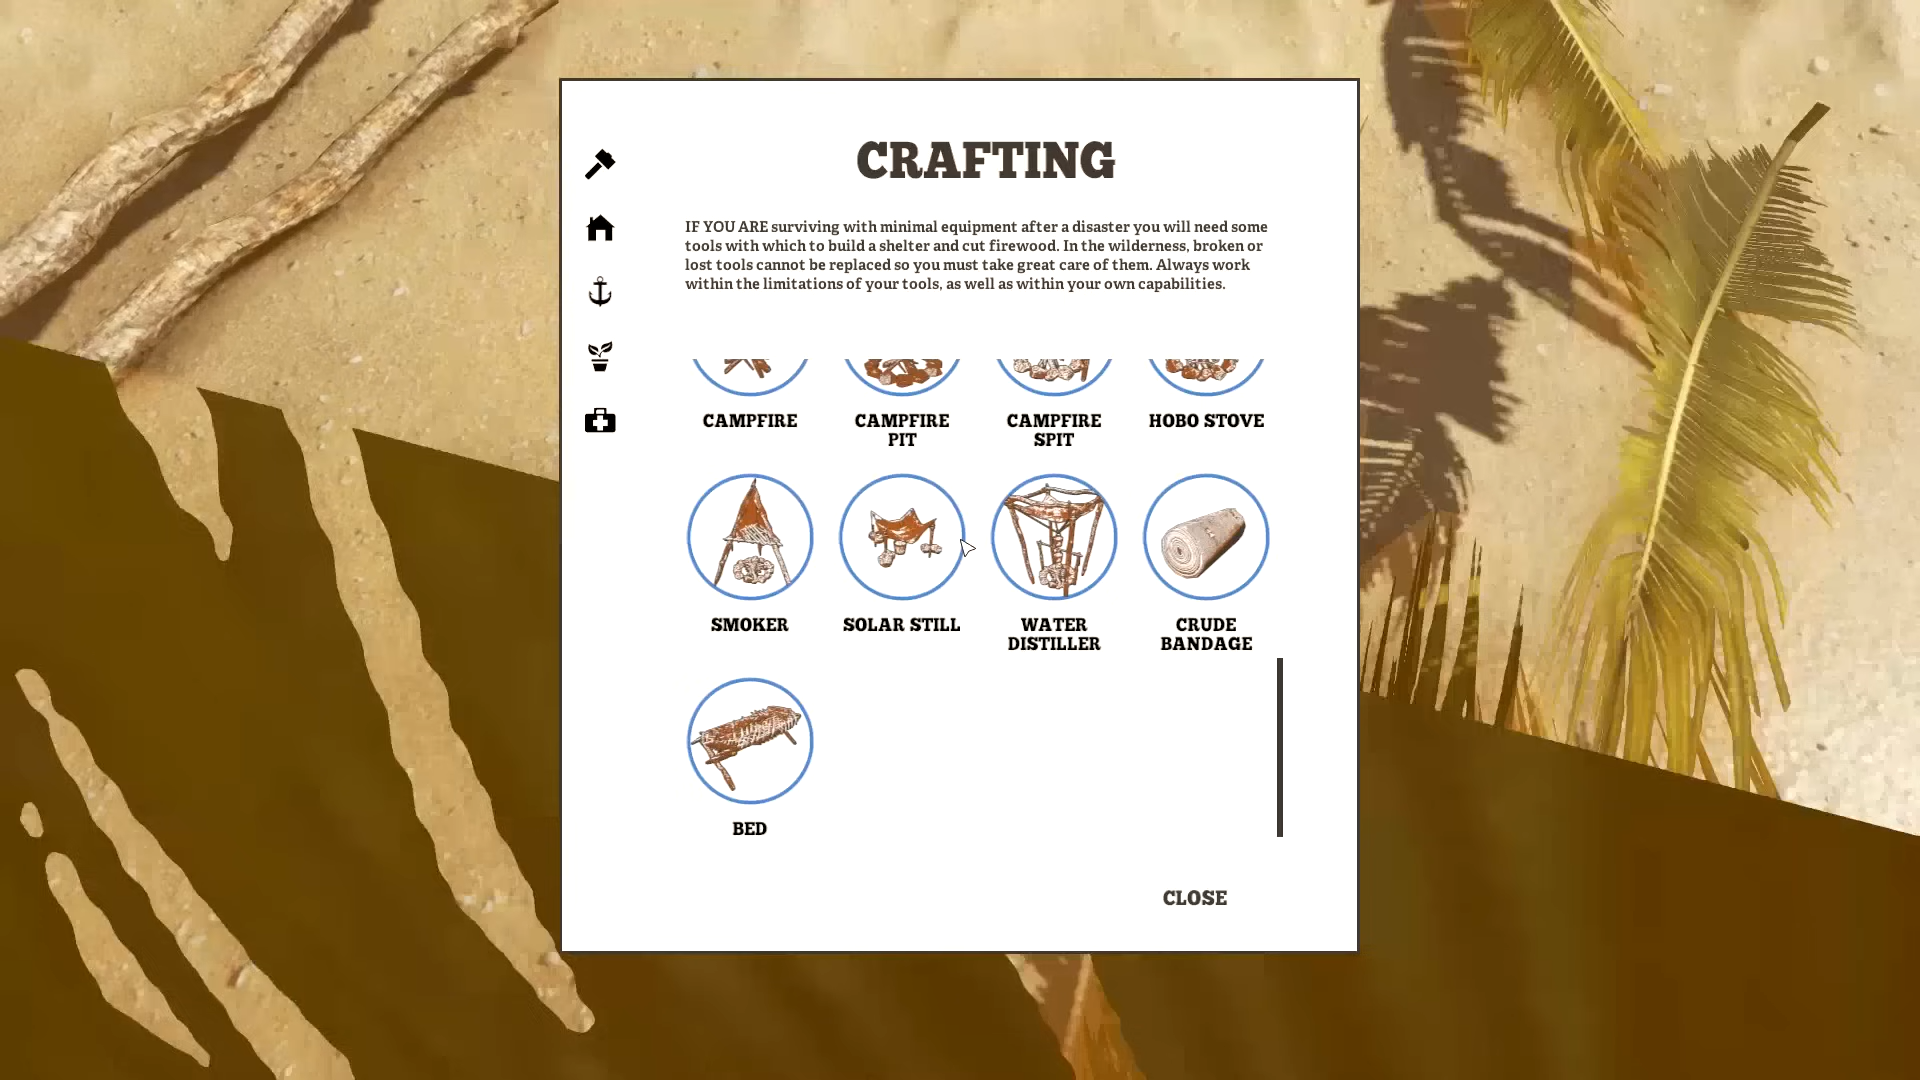 CRAFTING
IF YOU ARE surviving with minimal equipment after a disaster you will need some
tools with which to build a shelter and cut firewood. In the wilderness, broken or
lost tools cannot be replaced so you must take great care of them. Always work
within the limitations of your tools, as well as within your own capabilities.
CAMPFIRE
CAMPFIRE
PIT
CAMPFIRE
SPIT
HOBO STOVE
SMOKER
SOLAR STILL
WATER
DISTILLER
CRUDE
BANDAGE
BED
CLOSE